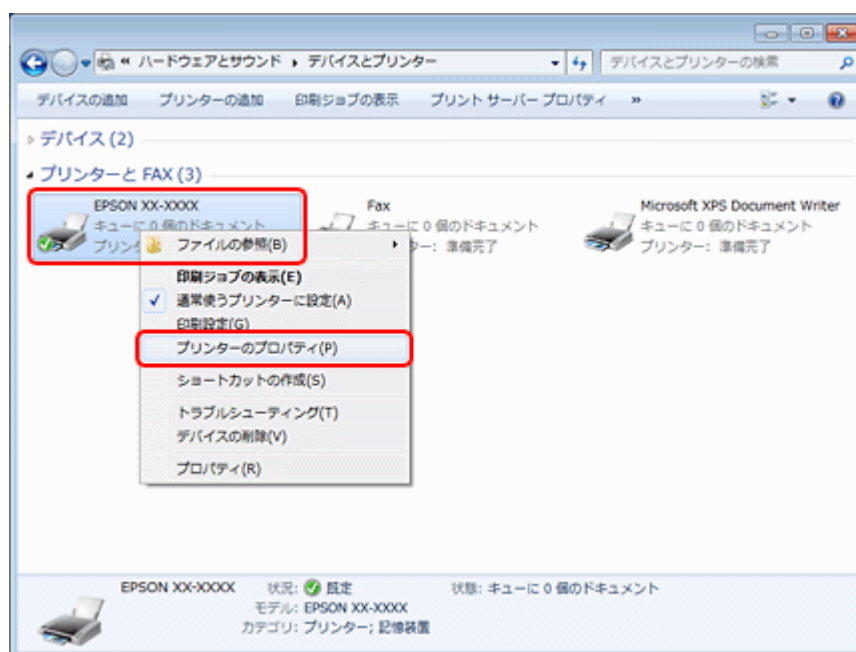 « ハードウェアとサウンド ▸ デバイスとプリンター
デバイスとプリンターの検索
デバイスの追加 プリンターの追加 印刷ジョブの表示 プリント サーバー プロパティ »
デバイス (2)
プリンターと FAX (3)
EPSON XX-XXXX
キューに 0 個のドキュメント
プリン
Fax
キューに 0 個のドキュメント
ー: 準備完了
Microsoft XPS Document Writer
キューに 0 個のドキュメント
プリンター: 準備完了
ファイルの参照(B)
印刷ジョブの表示(E)
通常使うプリンターに設定(A)
印刷設定(G)
プリンターのプロパティ(P)
ショートカットの作成(S)
トラブルシューティング(T)
デバイスの削除(V)
プロパティ(R)
EPSON XX-XXXX 状況: 既定 状態: キューに 0 個のドキュメント
モデル: EPSON XX-XXXX
カテゴリ: プリンター; 記憶装置